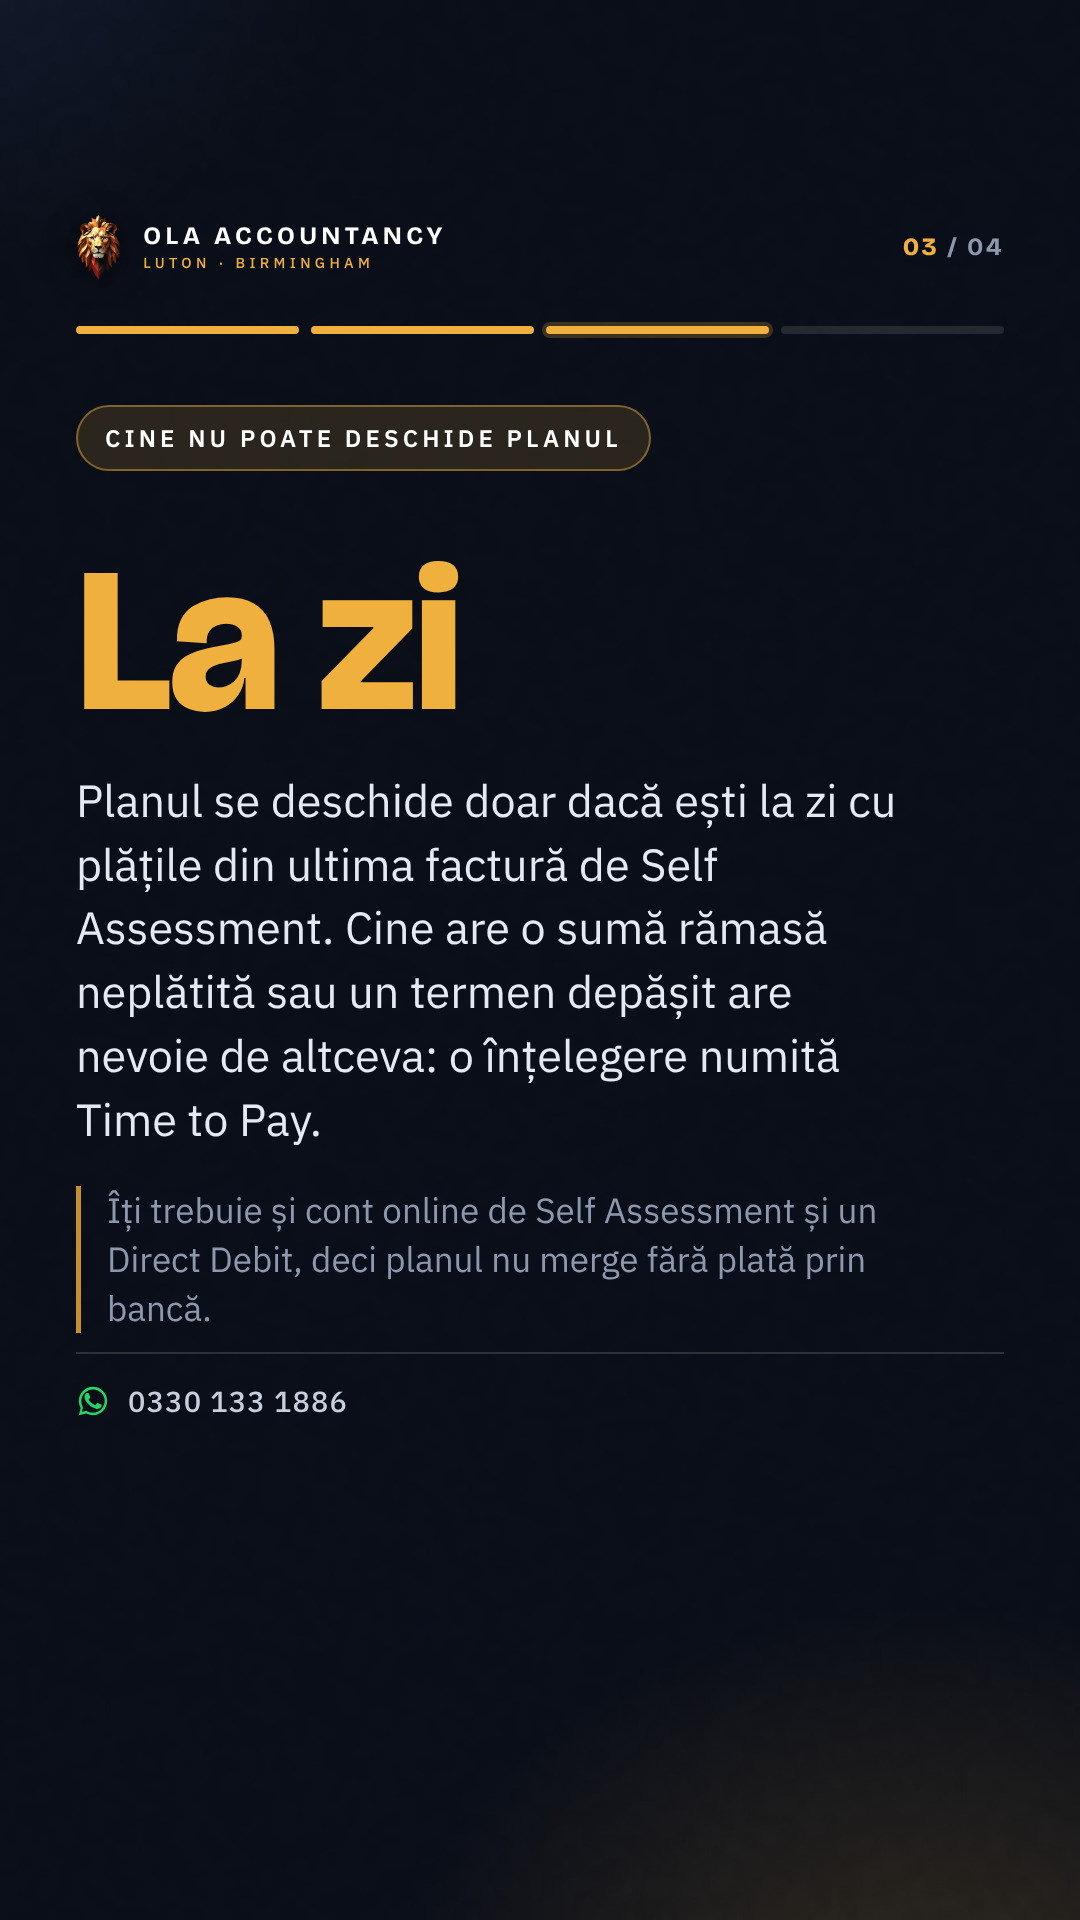 OLA ACCOUNTANCY
LUTON · BIRMINGHAM
03 / 04
CINE NU POATE DESCHIDE PLANUL
La zi
Planul se deschide doar dacă ești la zi cu
plățile din ultima factură de Self
Assessment. Cine are o sumă rămasă
neplătită sau un termen depășit are
nevoie de altceva: o înțelegere numită
Time to Pay.
Îți trebuie și cont online de Self Assessment și un
Direct Debit, deci planul nu merge fără plată prin
bancă.
0330 133 1886